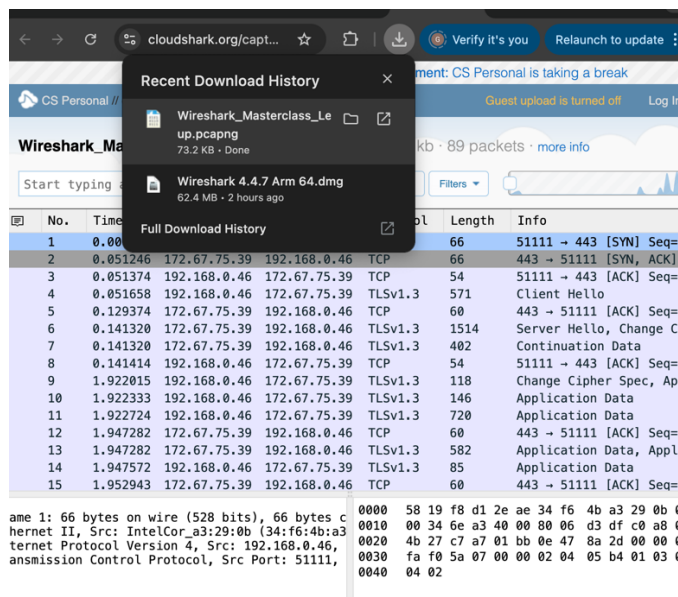 cloudshark.org/capt...
Verify it's you
Relaunch to update
Recent Download History
ment: CS Personal is taking a break
CS Personal //
Guest upload is turned off
Log In
Wireshark_Masterclass_Le
up.pcapng
73.2 KB • Done
Wireshark_Ma
kb · 89 packets · more info
Wireshark 4.4.7 Arm 64.dmg
62.4 MB • 2 hours ago
Start typing a
Filters
Full Download History
No. Time ol Length Info
1 0.00 66 51111 → 443 [SYN] Seq=
2 0.051246 172.67.75.39 192.168.0.46 TCP 66 443 → 51111 [SYN, ACK]
3 0.051374 192.168.0.46 172.67.75.39 TCP 54 51111 → 443 [ACK] Seq=
4 0.051658 192.168.0.46 172.67.75.39 TLSv1.3 571 Client Hello
5 0.129374 172.67.75.39 192.168.0.46 TCP 60 443 → 51111 [ACK] Seq=
6 0.141320 172.67.75.39 192.168.0.46 TLSv1.3 1514 Server Hello, Change C
7 0.141320 172.67.75.39 192.168.0.46 TLSv1.3 402 Continuation Data
8 0.141414 192.168.0.46 172.67.75.39 TCP 54 51111 → 443 [ACK] Seq=
9 1.922015 192.168.0.46 172.67.75.39 TLSv1.3 118 Change Cipher Spec, Ap
10 1.922333 192.168.0.46 172.67.75.39 TLSv1.3 146 Application Data
11 1.922724 192.168.0.46 172.67.75.39 TLSv1.3 720 Application Data
12 1.947282 172.67.75.39 192.168.0.46 TCP 60 443 → 51111 [ACK] Seq=
13 1.947282 172.67.75.39 192.168.0.46 TLSv1.3 582 Application Data, Appl
14 1.947572 192.168.0.46 172.67.75.39 TLSv1.3 85 Application Data
15 1.952943 172.67.75.39 192.168.0.46 TCP 60 443 → 51111 [ACK] Seq=
ame 1: 66 bytes on wire (528 bits), 66 bytes c
hernet II, Src: IntelCor_a3:29:0b (34:f6:4b:a3
ternet Protocol Version 4, Src: 192.168.0.46,
ansmission Control Protocol, Src Port: 51111,
0000 58 19 f8 d1 2e ae 34 f6 4b a3 29 0b 0
0010 00 34 6e a3 40 00 80 06 d3 df c0 a8 0
0020 4b 27 c7 a7 01 bb 0e 47 8a 2d 00 00 0
0030 fa f0 5a 07 00 00 02 04 05 b4 01 03 0
0040 04 02